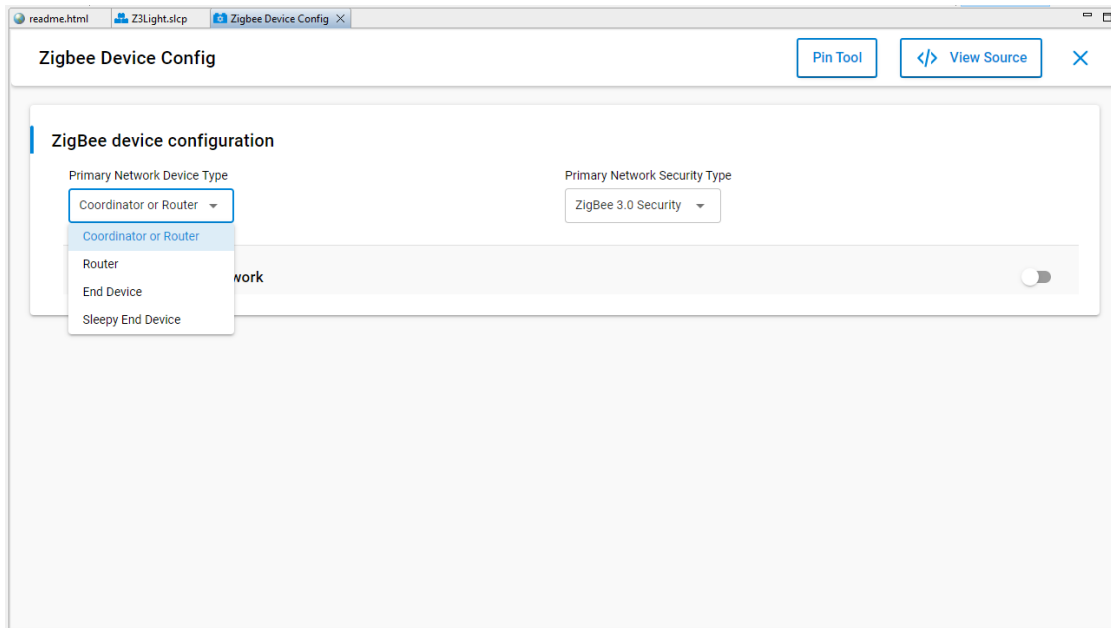 readme.html
Z3Light.slcp
Zigbee Device Config
Zigbee Device Config
Pin Tool
</> View Source
ZigBee device configuration
Primary Network Device Type
Primary Network Security Type
Coordinator or Router
ZigBee 3.0 Security
Coordinator or Router
Router
work
End Device
Sleepy End Device